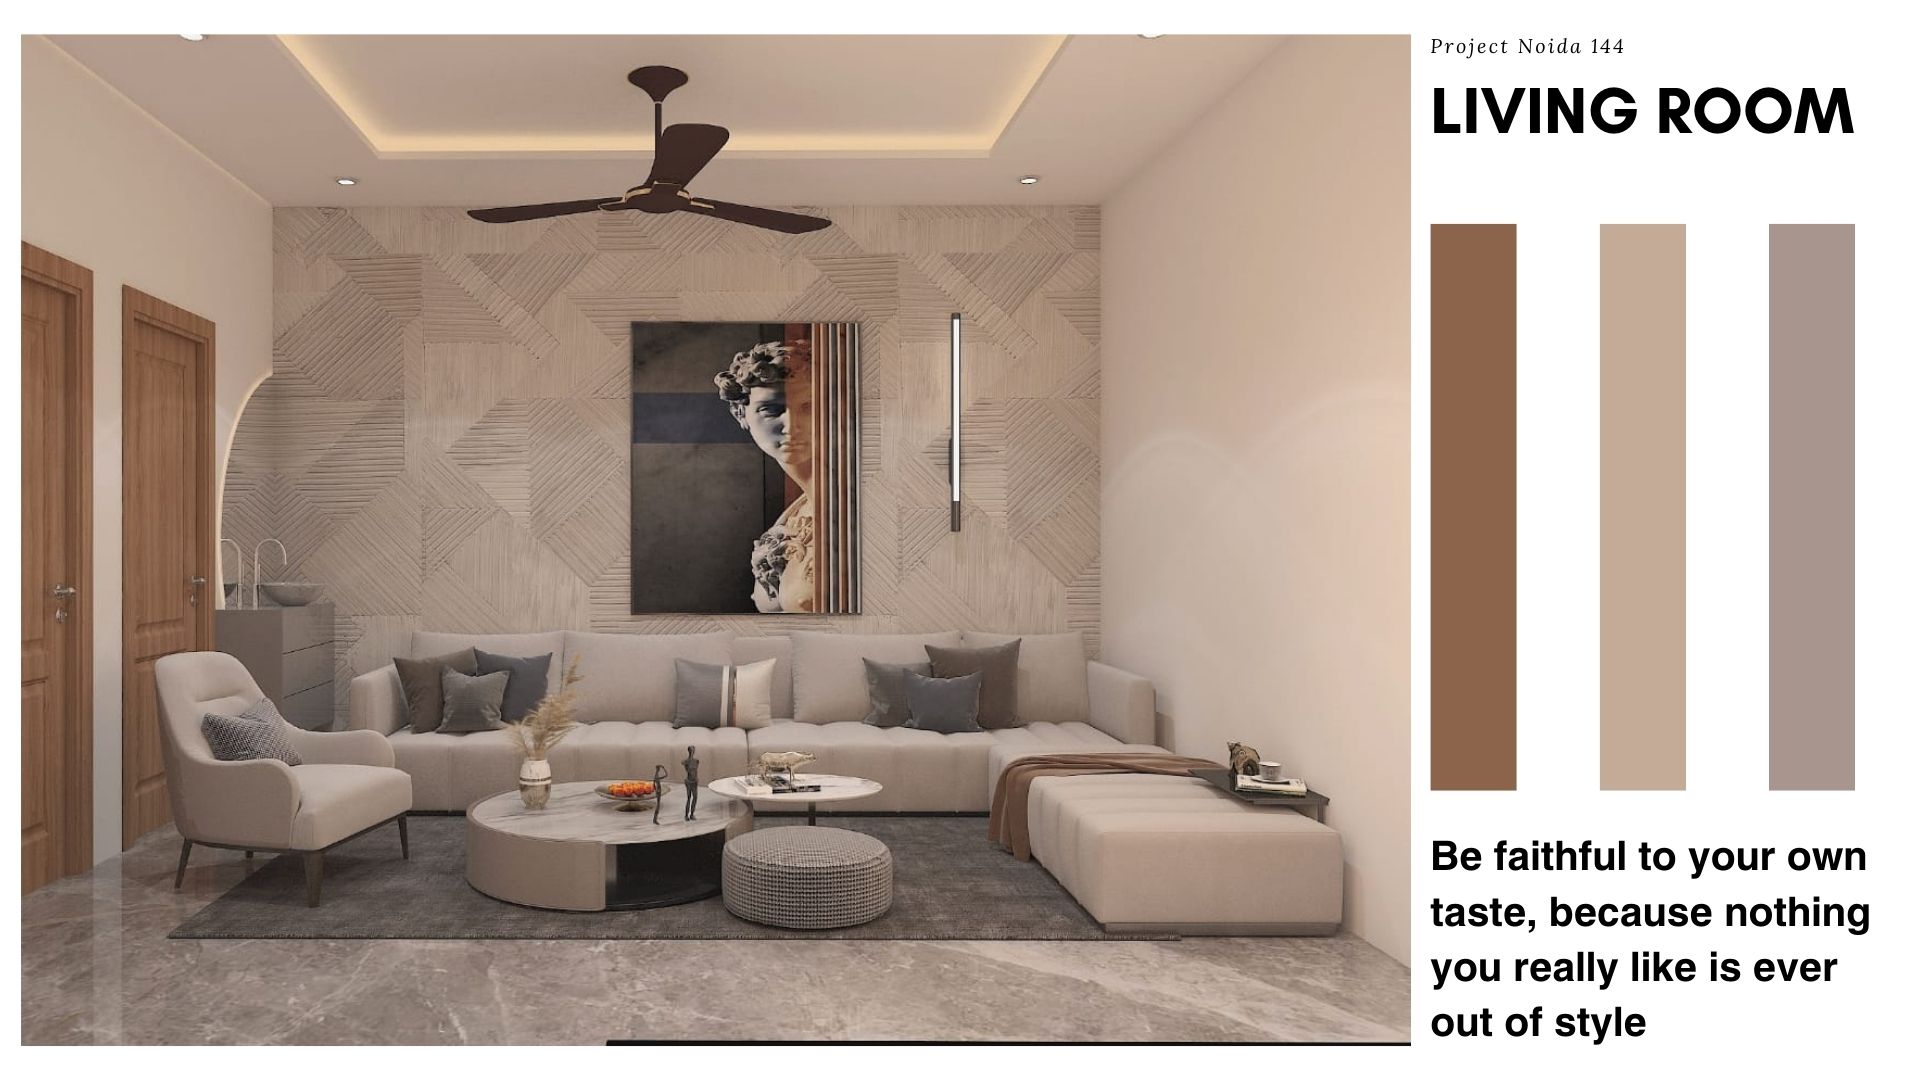 Project Noida 144
LIVING ROOM
Be faithful to your own
taste, because nothing
you really like is ever
out of style